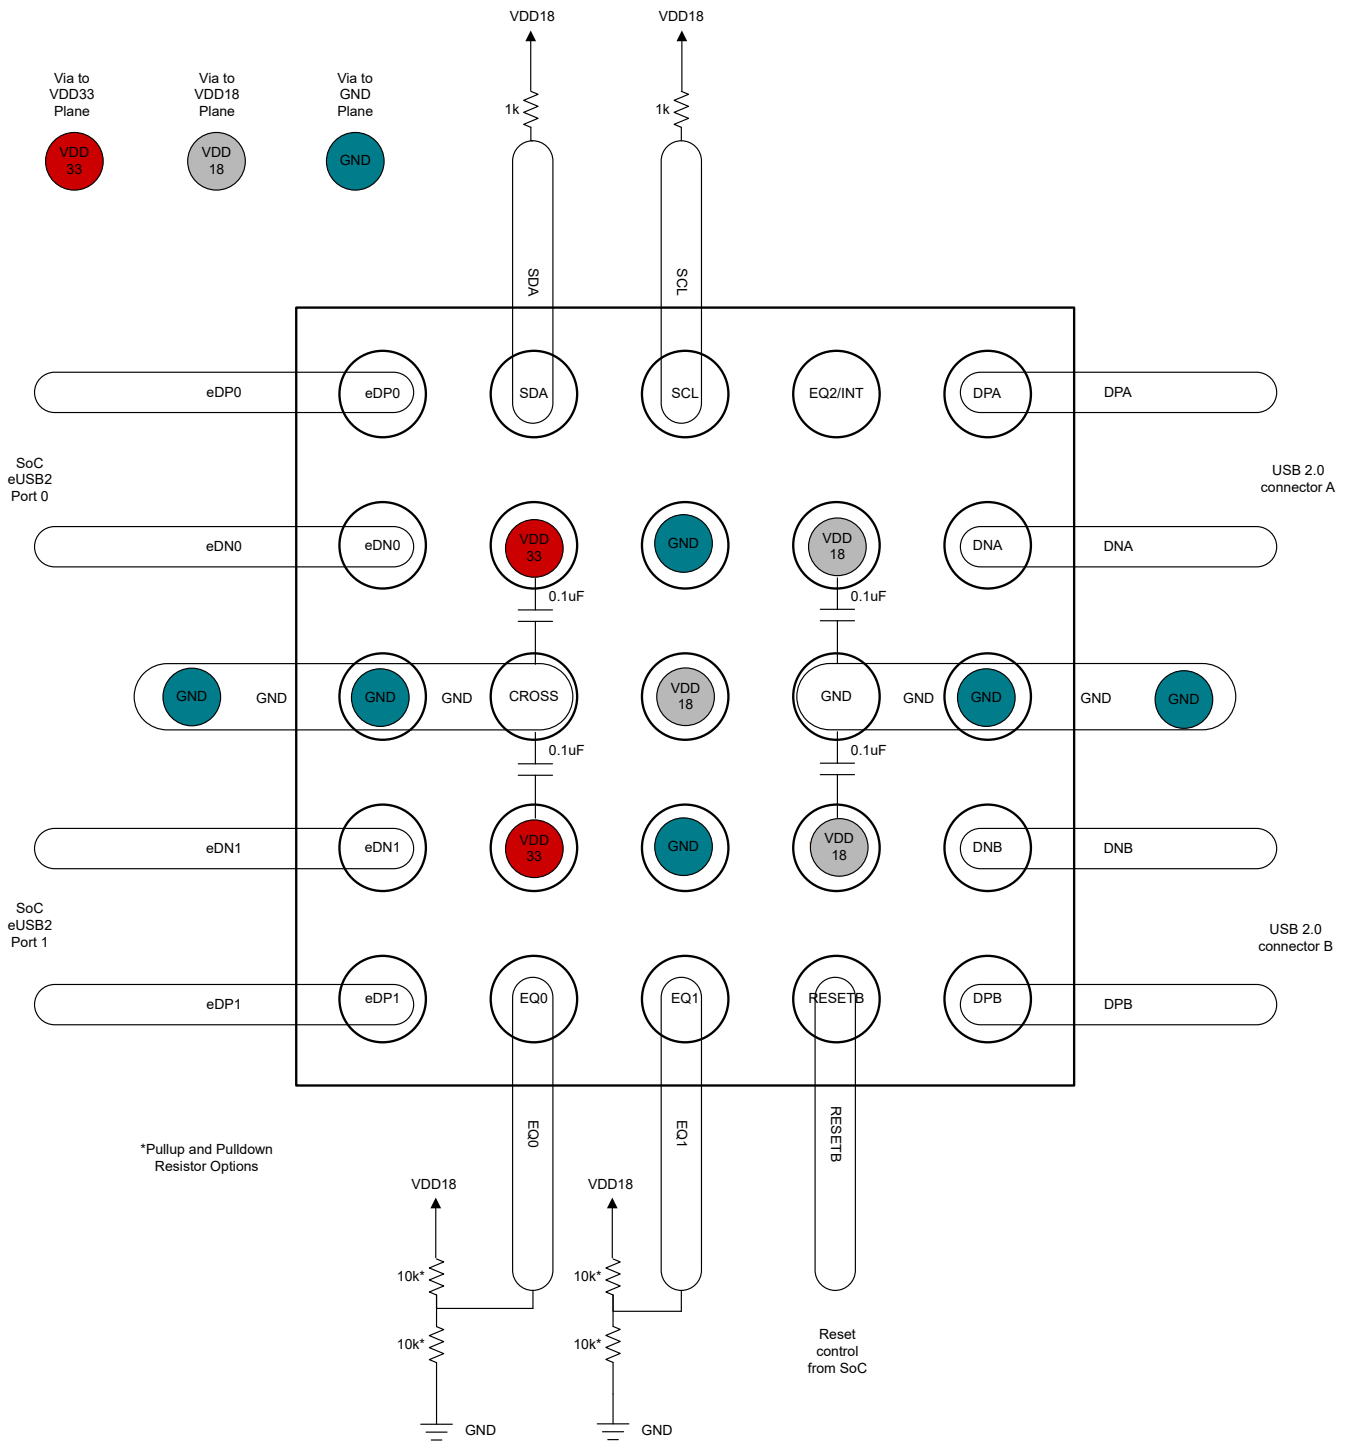 VDD18
VDD18
Via to
VDD33
Plane
Via to
VDD18
Plane
Via to
GND
Plane
1k
1k
VDD
33
VDD
18
GND
SDA
SCL
eDP0
eDP0
SDA
SCL
EQ2/INT
DPA
DPA
SoC
eUSB2
Port 0
USB 2.0
connector A
eDN0
eDN0
VDD
33
GND
VDD
18
DNA
DNA
0.1uF
0.1uF
GND
GND
GND
GND
CROSS
VDD
18
GND
GND
GND
GND
GND
0.1uF
0.1uF
eDN1
eDN1
VDD
33
GND
VDD
18
DNB
DNB
SoC
eUSB2
Port 1
USB 2.0
connector B
eDP1
eDP1
EQ0
EQ1
RESETB
DPB
DPB
EQ0
EQ1
RESETB
*Pullup and Pulldown
Resistor Options
VDD18
VDD18
10k*
10k*
10k*
10k*
Reset
control
from SoC
GND
GND